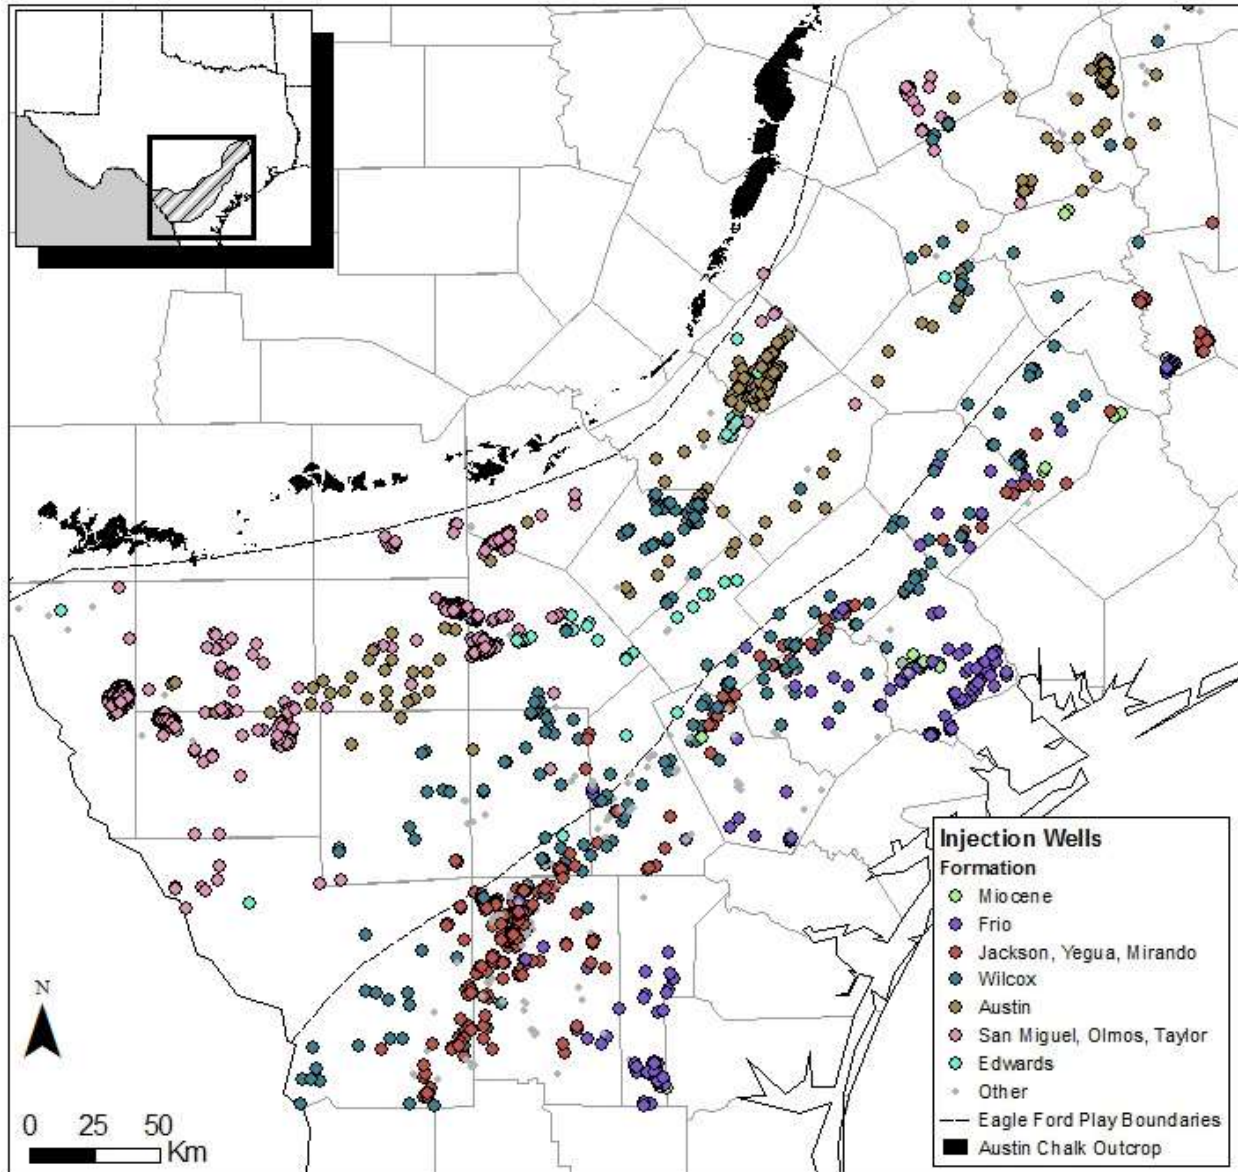 N
0 25 50
Km
Injection Wells
Formation
Miocene
Frio
Jackson, Yegua, Mirando
Wilcox
Austin
San Miguel, Olmos, Taylor
Edwards
Other
Eagle Ford Play Boundaries
Austin Chalk Outcrop